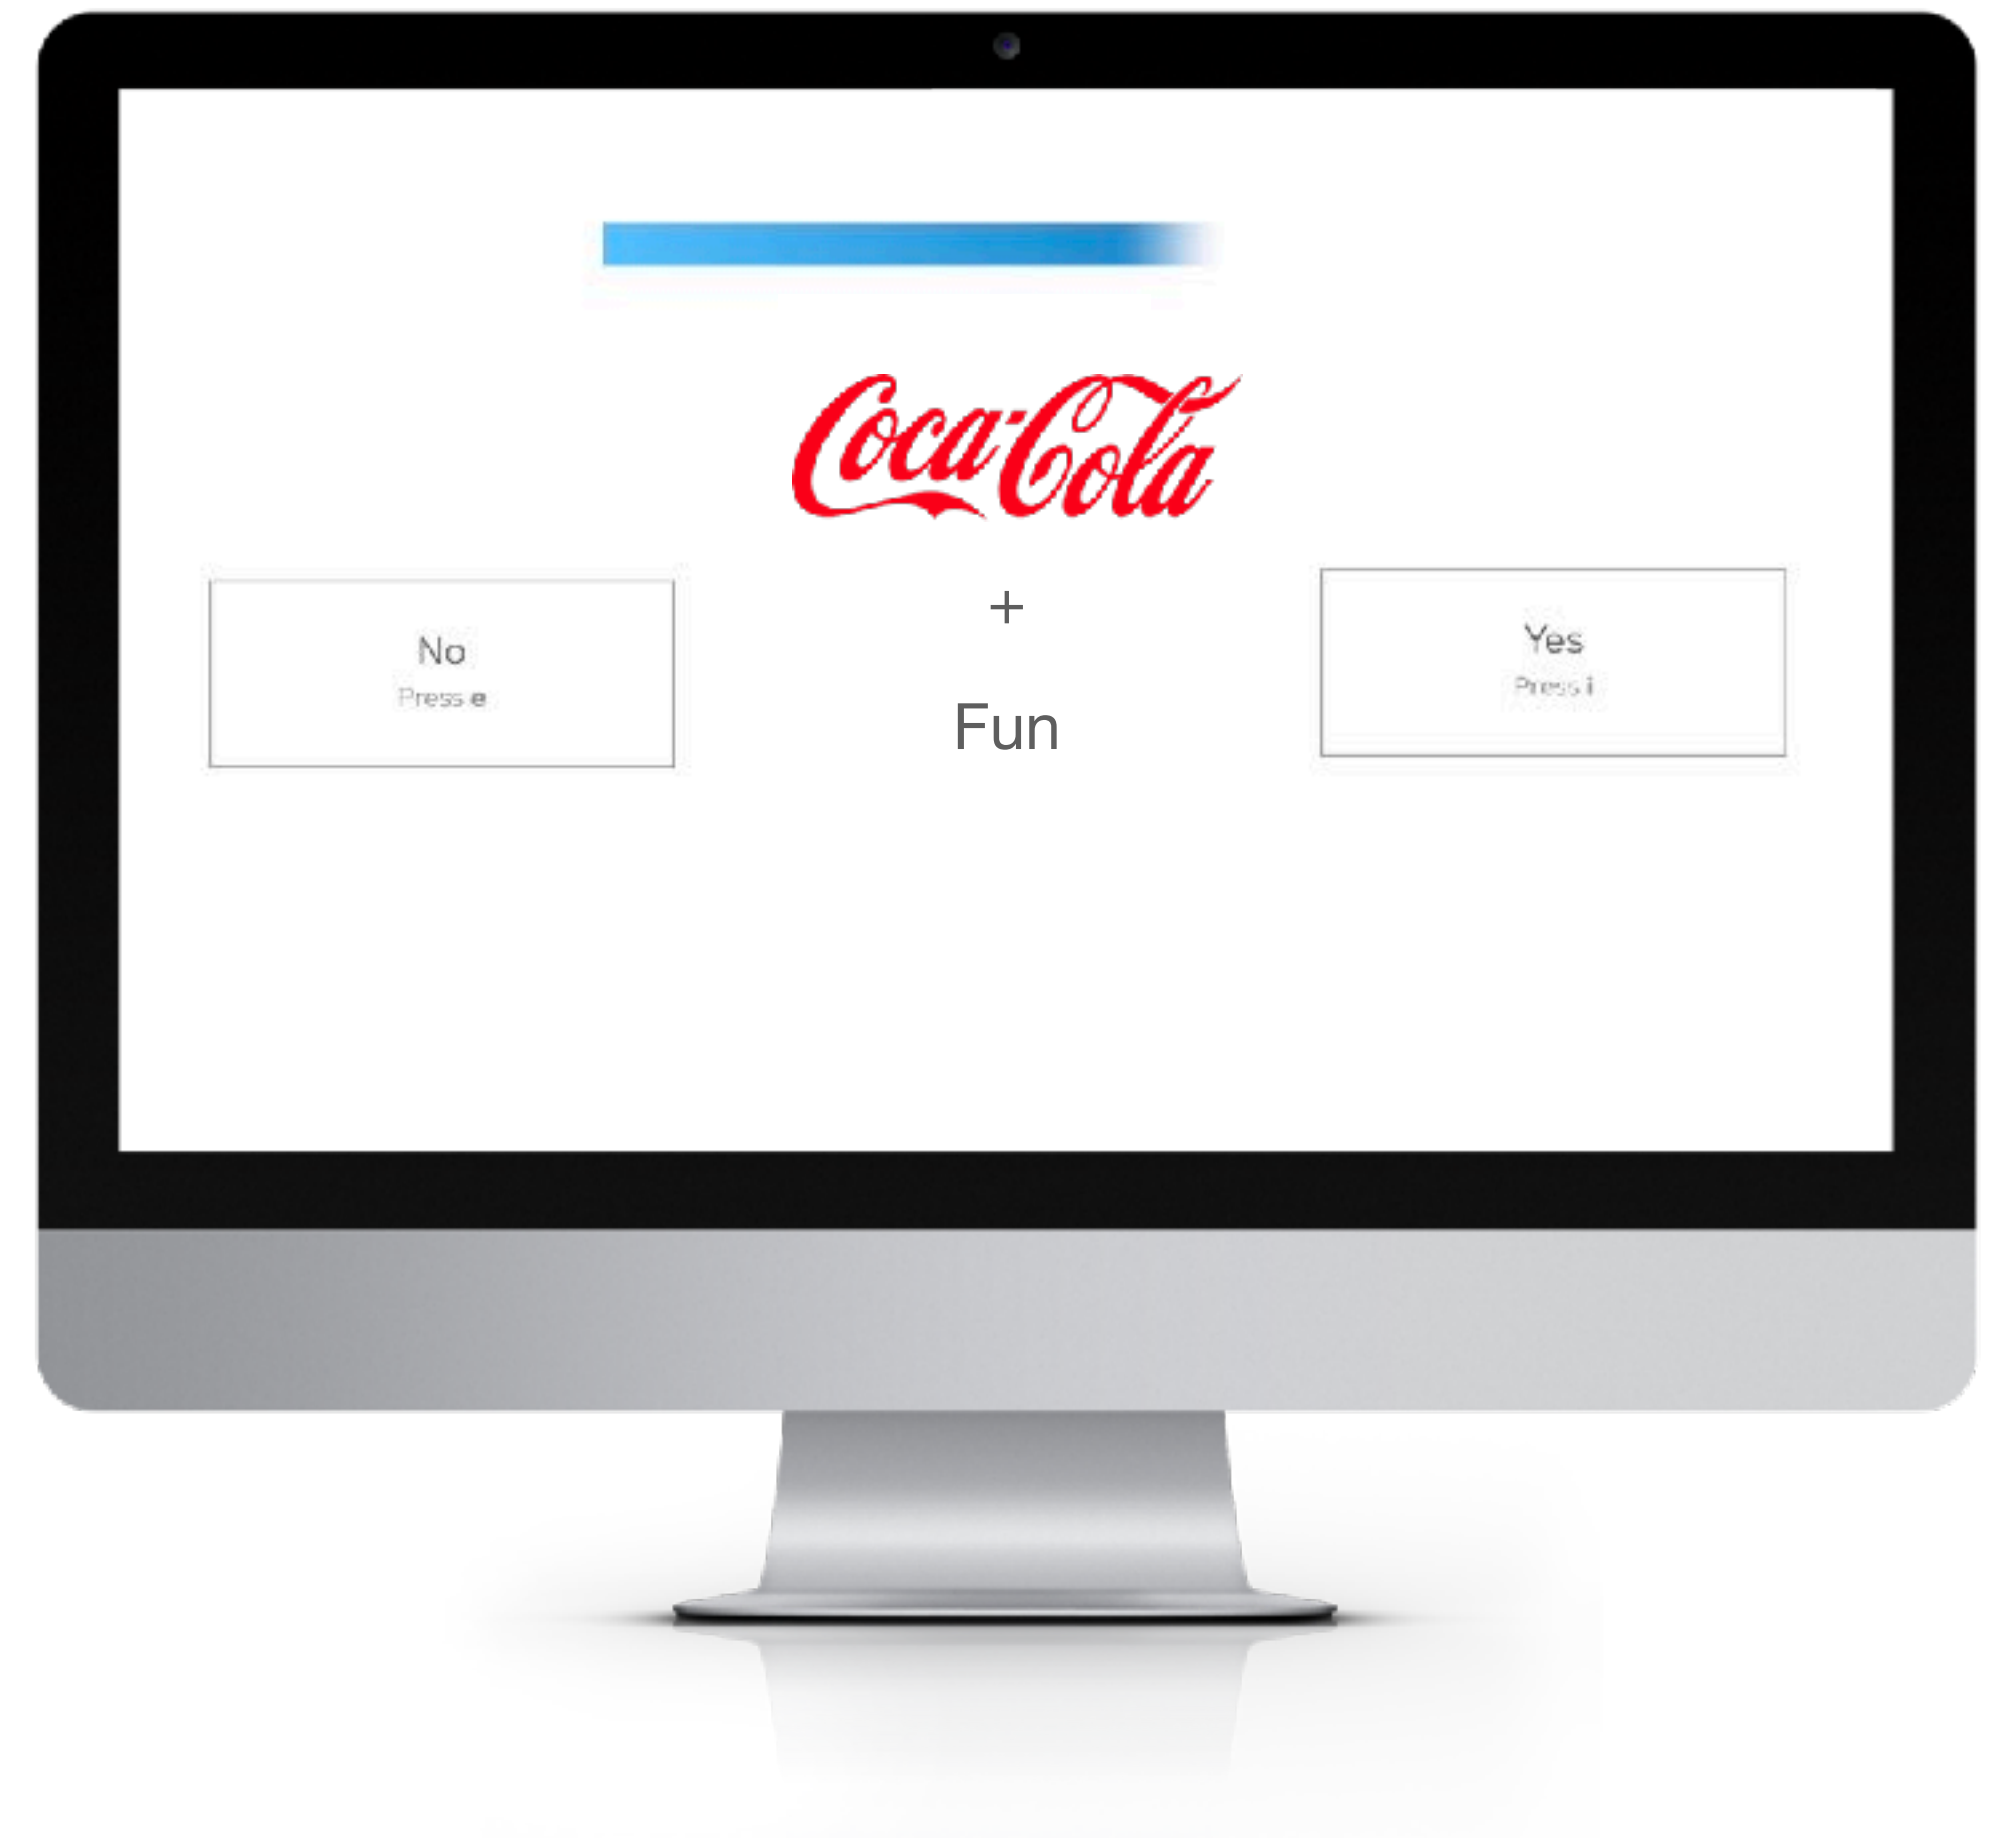 Coca-Cola
+
No
Press e
Fun
Yes
Press i